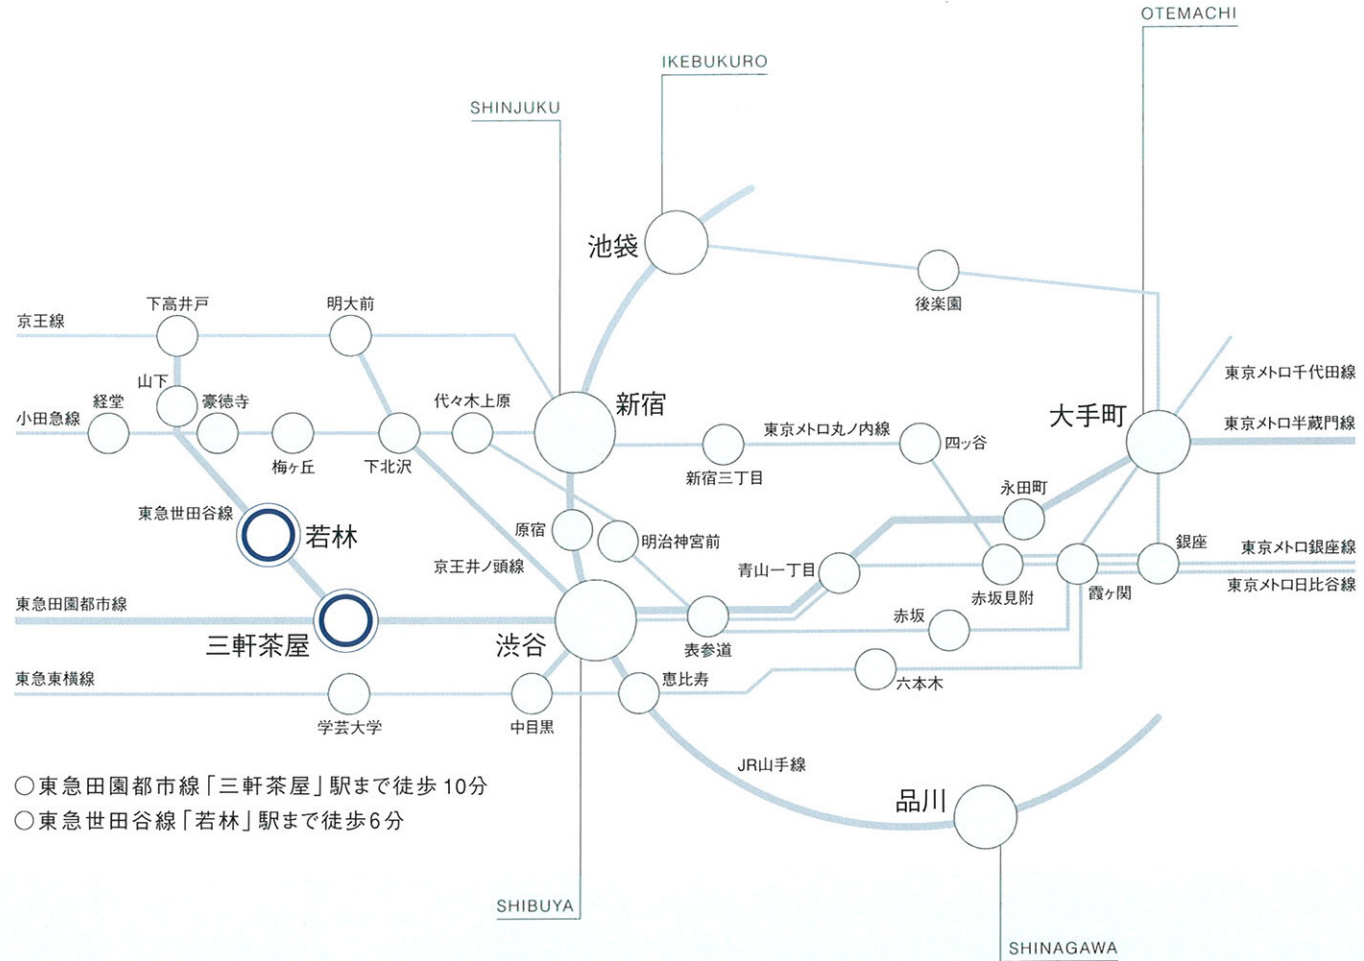 OTEMACHI
IKEBUKURO
SHINJUKU
池袋
後楽園
下高井戸
明大前
京王線
山下
豪徳寺
経堂
代々木上原
新宿
東京メトロ千代田線
大手町
東京メトロ半蔵門線
小田急線
東京メトロ丸ノ内線
四ッ谷
梅ヶ丘
下北沢
新宿三丁目
永田町
東急世田谷線
若林
原宿
明治神宮前
銀座
東京メトロ銀座線
京王井ノ頭線
青山一丁目
東京メトロ日比谷線
赤坂見附
霞ヶ関
東急田園都市線
三軒茶屋
渋谷
表参道
赤坂
東急東横線
恵比寿
六本木
学芸大学
中目黒
JR山手線
○東急田園都市線「三軒茶屋」駅まで徒歩10分
○東急世田谷線「若林」駅まで徒歩6分
品川
SHIBUYA
SHINAGAWA